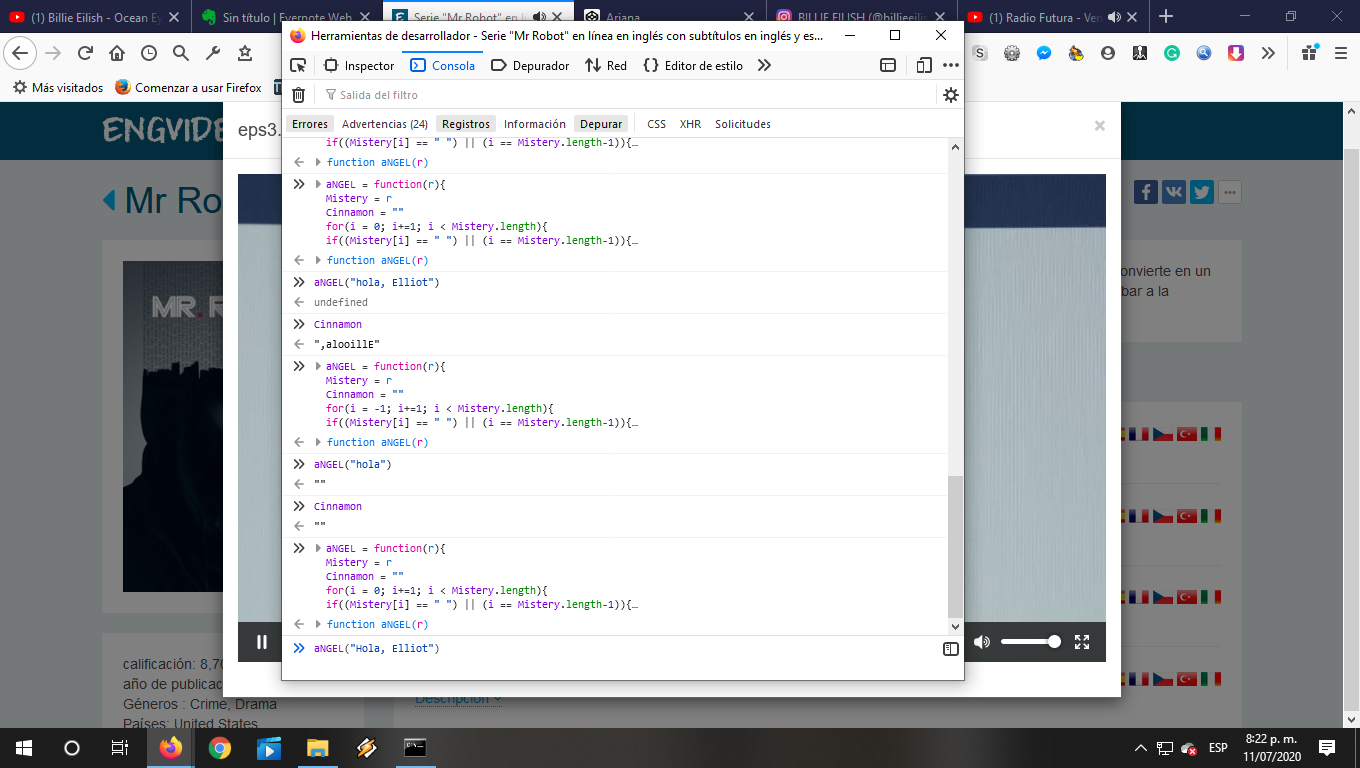 (1) Billie Eilish - Ocean Ey
Sin título | Evernote Web
Serie "Mr Robot" en lí
Ariana
BILLIE EILISH (@billieeilis
(1) Radio Futura - Ven
Herramientas de desarrollador - Serie "Mr Robot" en línea en inglés con subtítulos en inglés y es...
Inspector
Consola
Depurador
Red
Editor de estilo
Más visitados
Comenzar a usar Firefox
Salida del filtro
Errores
Advertencias (24)
Registros
Información
Depurar
CSS
XHR
Solicitudes
ENGVIDE
eps3.
Mr Ro
MR. R
if((Mistery[i] == " ") || (i == Mistery.length-1)){…
function aNGEL(r)
aNGEL = function(r){
Mistery = r
Cinnamon = ""
for(i = 0; i+=1; i < Mistery.length){
if((Mistery[i] == " ") || (i == Mistery.length-1)){…
function aNGEL(r)
aNGEL("hola, Elliot")
undefined
Cinnamon
",alooillE"
aNGEL = function(r){
Mistery = r
Cinnamon = ""
for(i = -1; i+=1; i < Mistery.length){
if((Mistery[i] == " ") || (i == Mistery.length-1)){…
function aNGEL(r)
aNGEL("hola")
""
Cinnamon
""
aNGEL = function(r){
Mistery = r
Cinnamon = ""
for(i = 0; i+=1; i < Mistery.length){
if((Mistery[i] == " ") || (i == Mistery.length-1)){…
function aNGEL(r)
aNGEL("Hola, Elliot")
onvierte en un
bar a la
calificación: 8,70
año de publicac
Géneros : Crime, Drama
Países: United States
Descripción
ESP
8:22 p. m.
11/07/2020